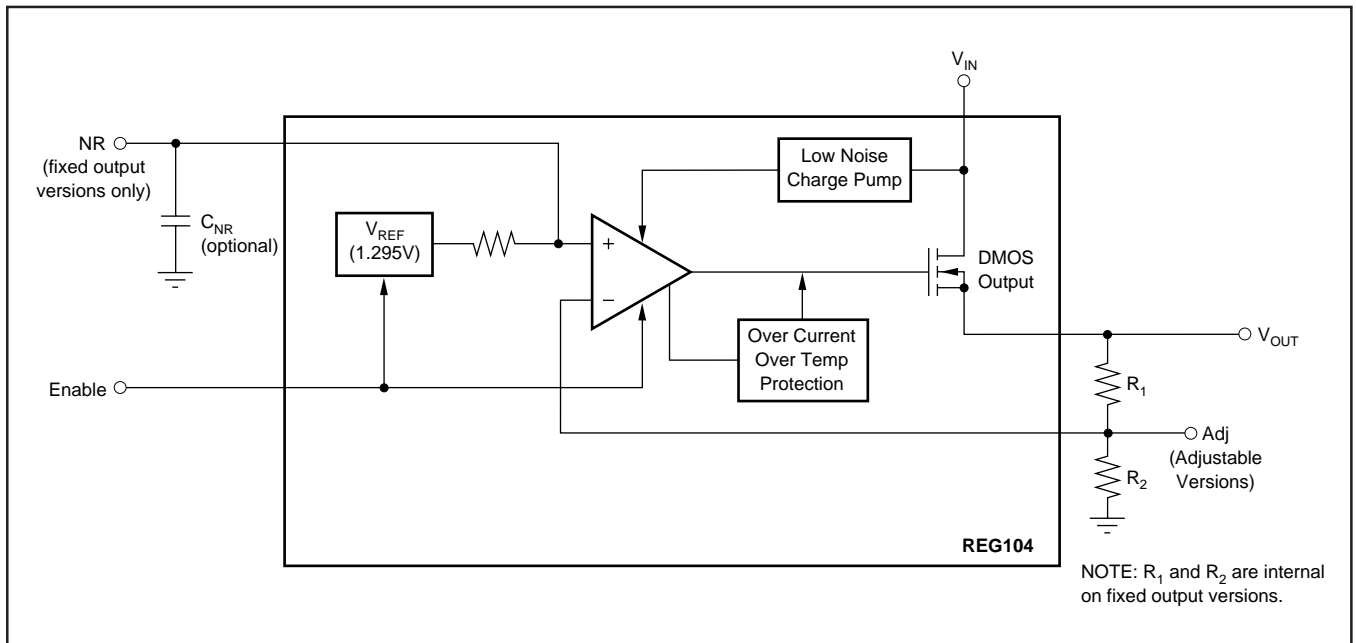 V_IN
NR
(fixed output
versions only)
C_NR
(optional)
V_REF
(1.295V)
+
–
Low Noise
Charge Pump
DMOS
Output
Over Current
Over Temp
Protection
V_OUT
R_1
Enable
Adj
(Adjustable
Versions)
R_2
REG104
NOTE: R_1 and R_2 are internal
on fixed output versions.